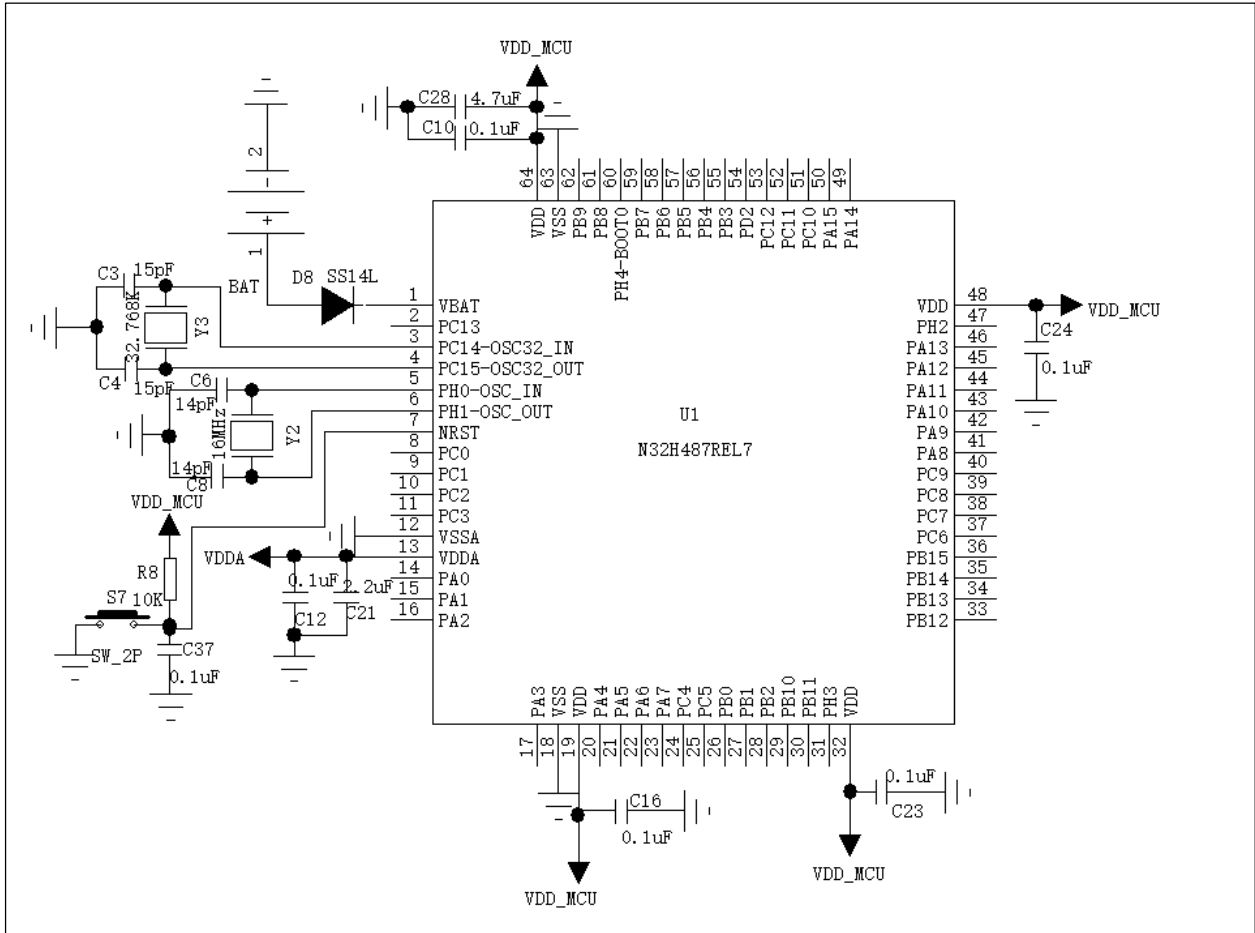 VDD_MCU
C28 4.7uF
C10 0.1uF
2
-
+
1
BAT
D8 SS14L
C3 15pF
32.768K
Y3
C4 15pF
C6
14pF
16MHz
Y2
14pF
C8
VDD_MCU
R8
10K
S7
SW_2P
C37
0.1uF
VDDA
0.1uF
C12
2.2uF
C21
U1
N32H487REL7
64 VDD
63 VSS
62 PB9
61 PB8
60 PH4-BOOT0
59 PB7
58 PB6
57 PB5
56 PB4
55 PB3
54 PD2
53 PC12
52 PC11
51 PC10
50 PA15
49 PA14
1 VBAT
2 PC13
3 PC14-OSC32_IN
4 PC15-OSC32_OUT
5 PH0-OSC_IN
6 PH1-OSC_OUT
7 NRST
8 PC0
9 PC1
10 PC2
11 PC3
12 VSSA
13 VDDA
14 PA0
15 PA1
16 PA2
VDD 48
PH2 47
PA13 46
PA12 45
PA11 44
PA10 43
PA9 42
PA8 41
PC9 40
PC8 39
PC7 38
PC6 37
PB15 36
PB14 35
PB13 34
PB12 33
VDD_MCU
C24
0.1uF
PA3 17
VSS 18
VDD 19
PA4 20
PA5 21
PA6 22
PA7 23
PC4 24
PC5 25
PB0 26
PB1 27
PB2 28
PB10 29
PB11 30
PH3 31
VDD 32
C16
0.1uF
VDD_MCU
0.1uF
C23
VDD_MCU